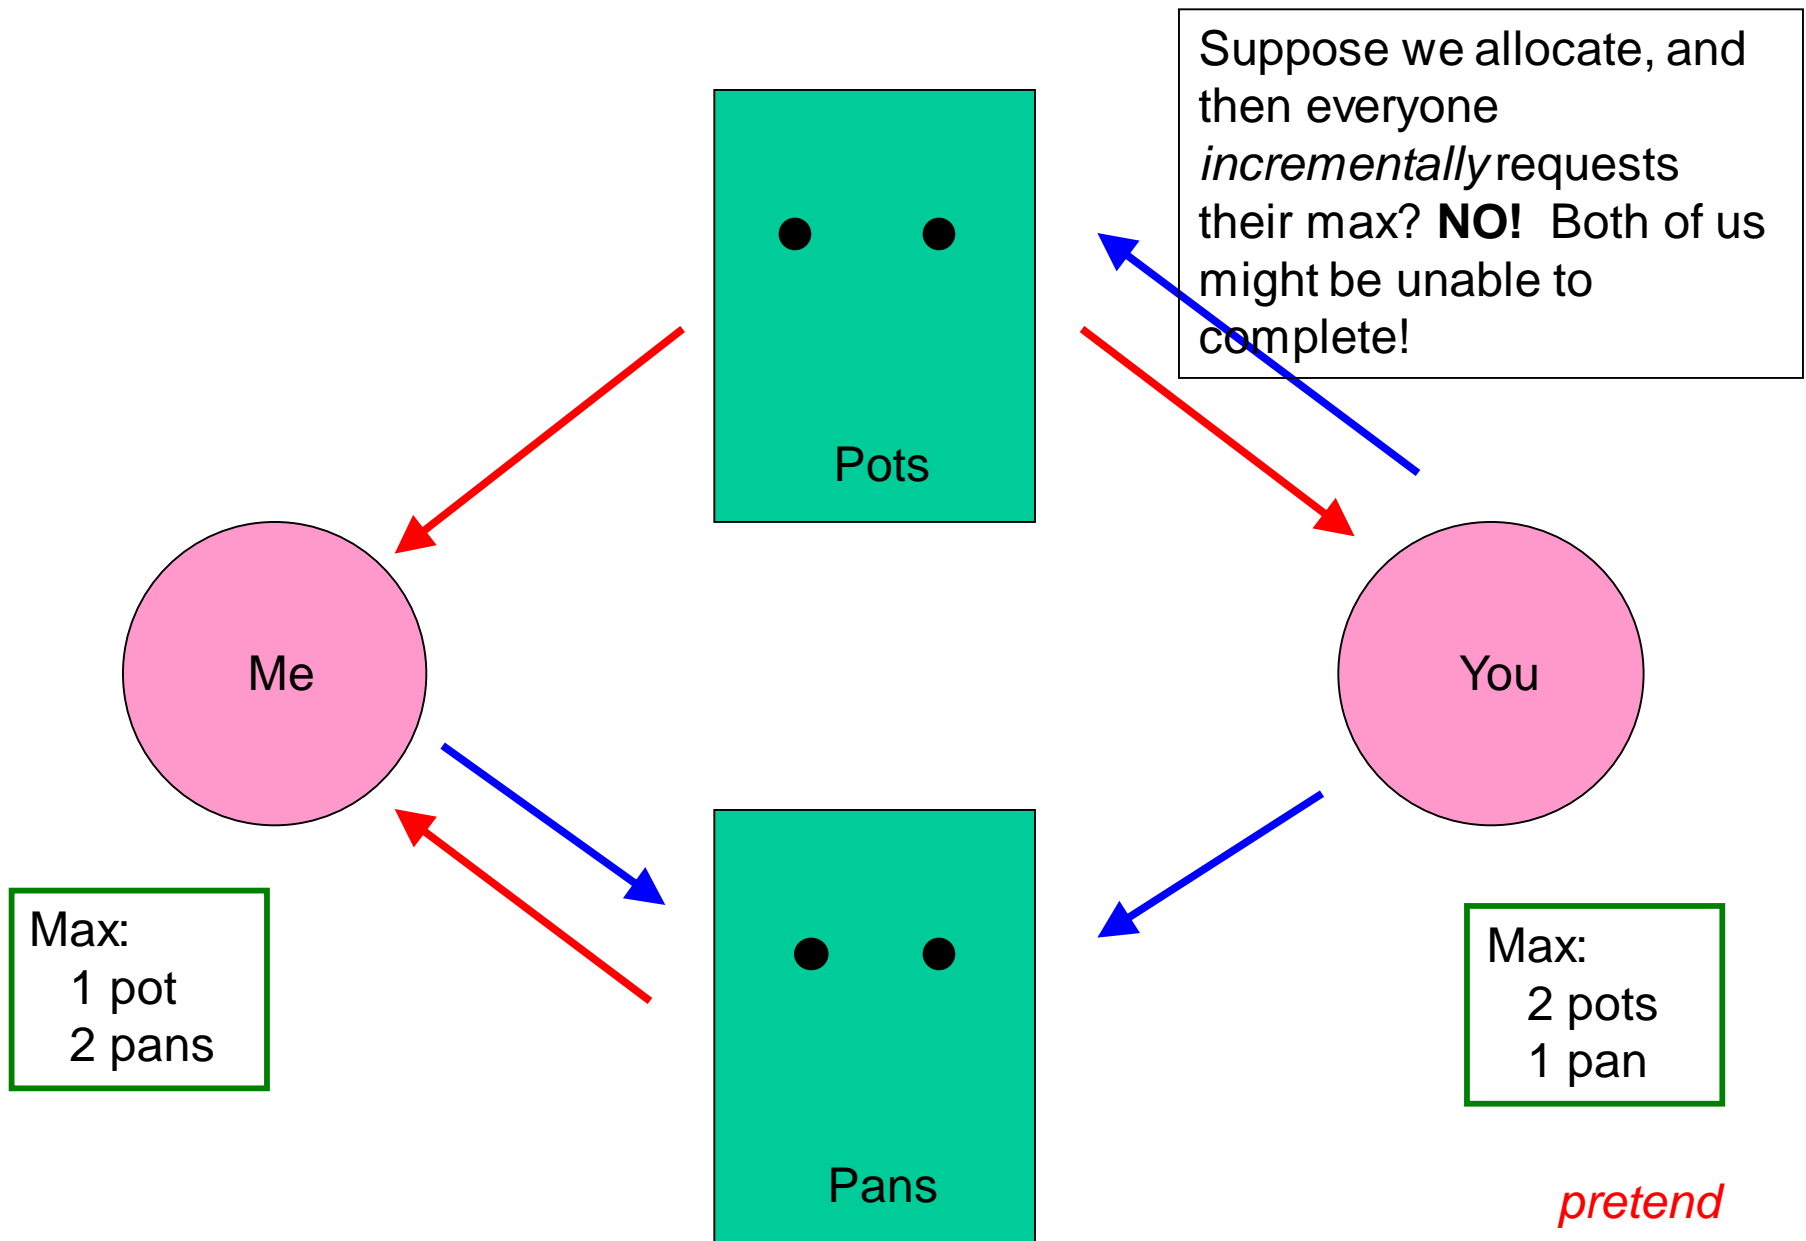 Suppose we allocate, and
then everyone
incrementally requests
their max? NO! Both of us
might be unable to
complete!
Pots
Me
You
Max:
1 pot
2 pans
Max:
2 pots
1 pan
Pans
pretend